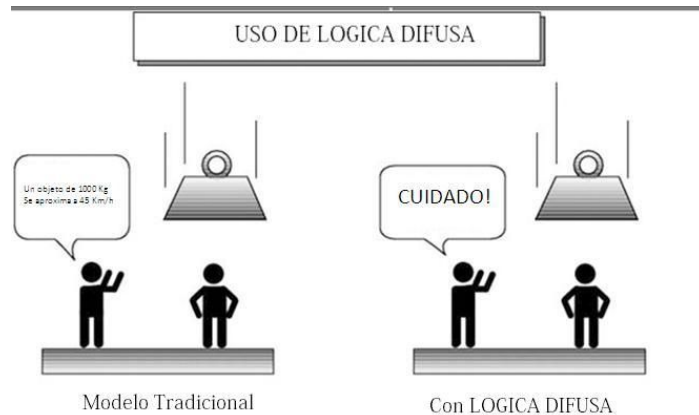 USO DE LOGICA DIFUSA
Un objeto de 1000 Kg
Se aproxima a 45 Km/h
CUIDADO!
Modelo Tradicional
Con LOGICA DIFUSA